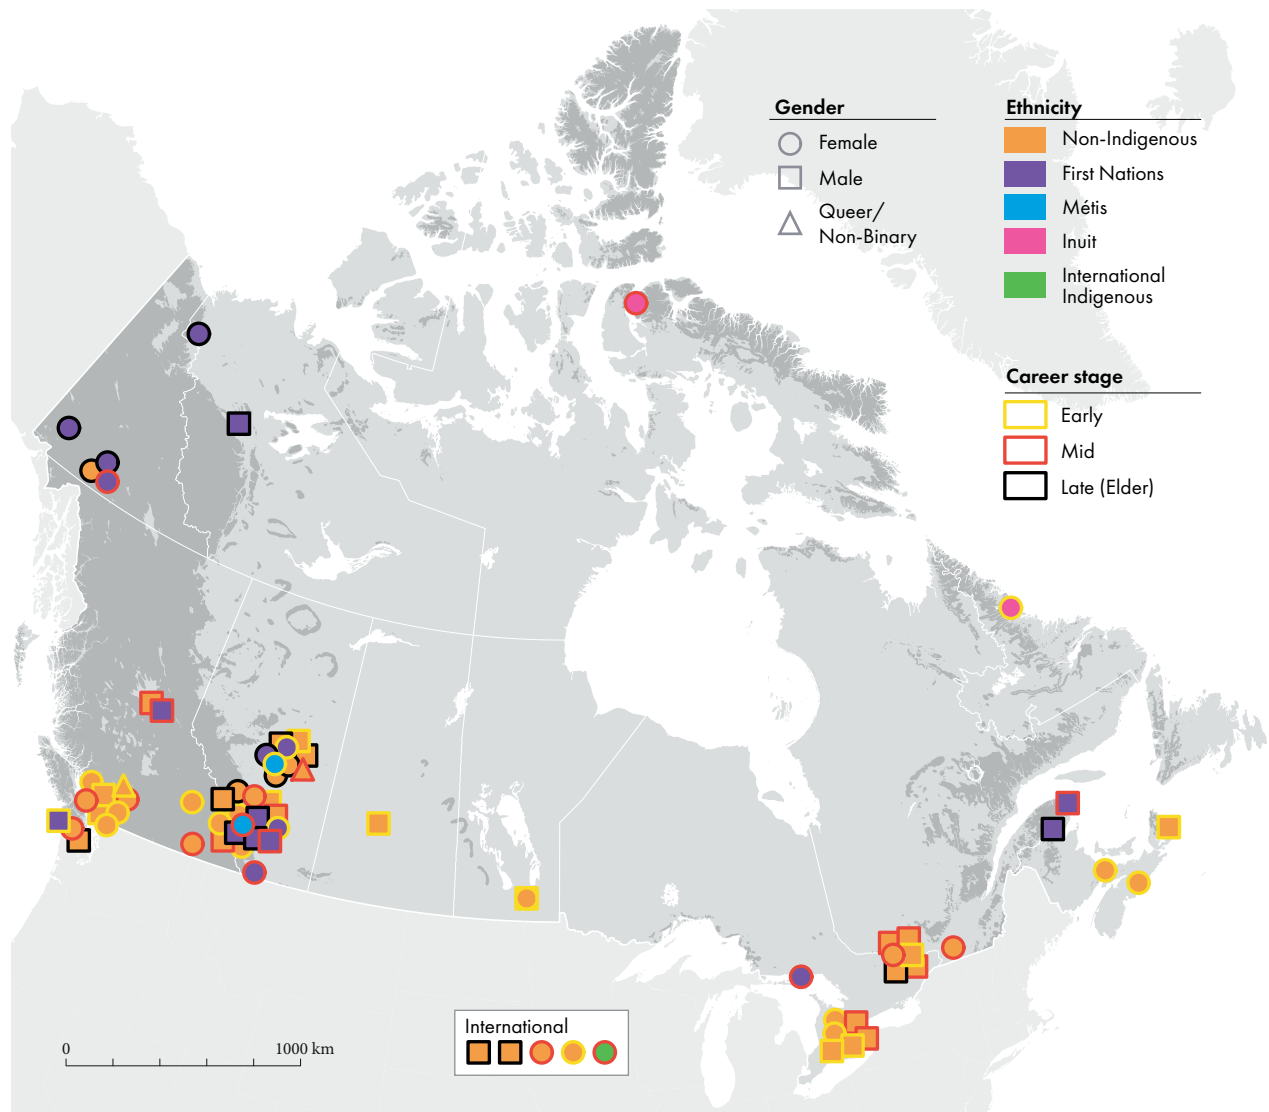 Gender
Female
Male
Queer/
Non-Binary
Ethnicity
Non-Indigenous
First Nations
Métis
Inuit
International
Indigenous
Career stage
Early
Mid
Late (Elder)
International
0
1000 km